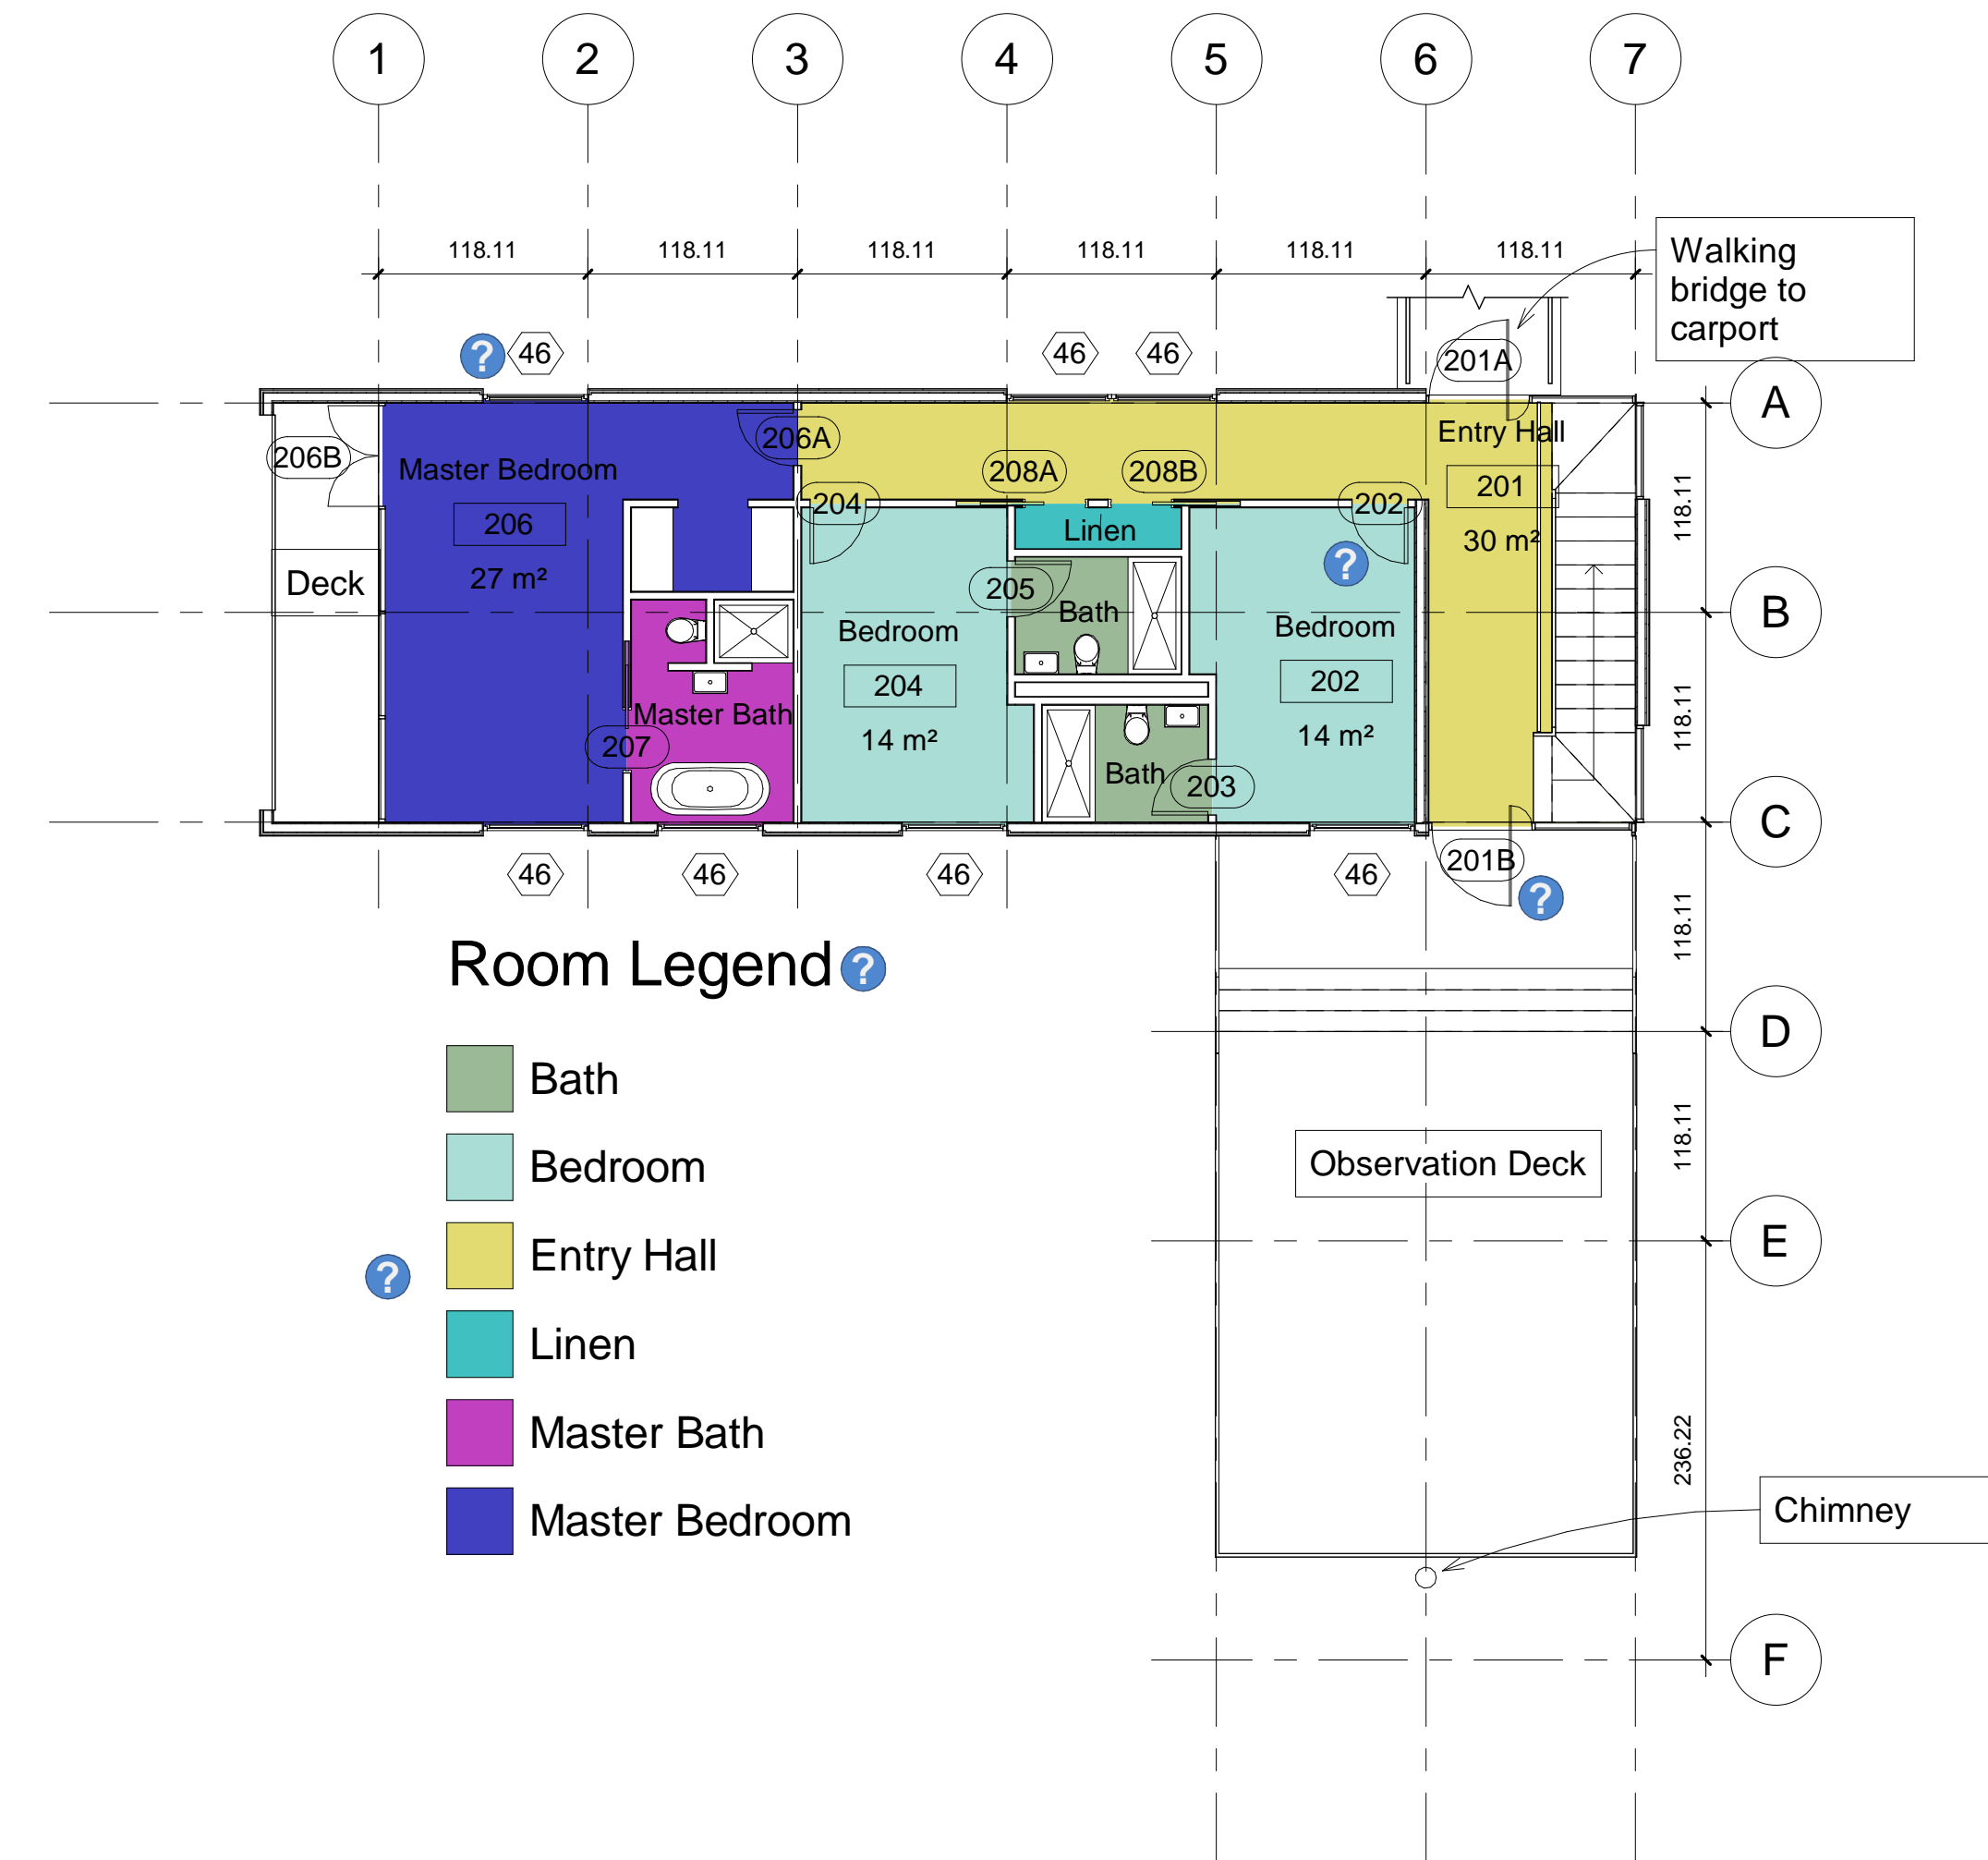 1 2 3 4 5 6 7
118.11 118.11 118.11 118.11 118.11 118.11
Walking
bridge to
carport
? 46 46 46 201A
A
206A Entry Hall
206B Master Bedroom 208A 208B
204 202 201
206 Linen 30 m²
118.11
27 m² ?
Deck 205 Bath
B
Bedroom Bedroom
204 202
Master Bath 14 m² 14 m²
118.11
207 Bath 203
C
201B
46 46 46 46 ?
118.11
Room Legend ?
D
Bath
118.11
Bedroom Observation Deck
Entry Hall
E
?
Linen
Master Bath
236.22
Master Bedroom Chimney
F